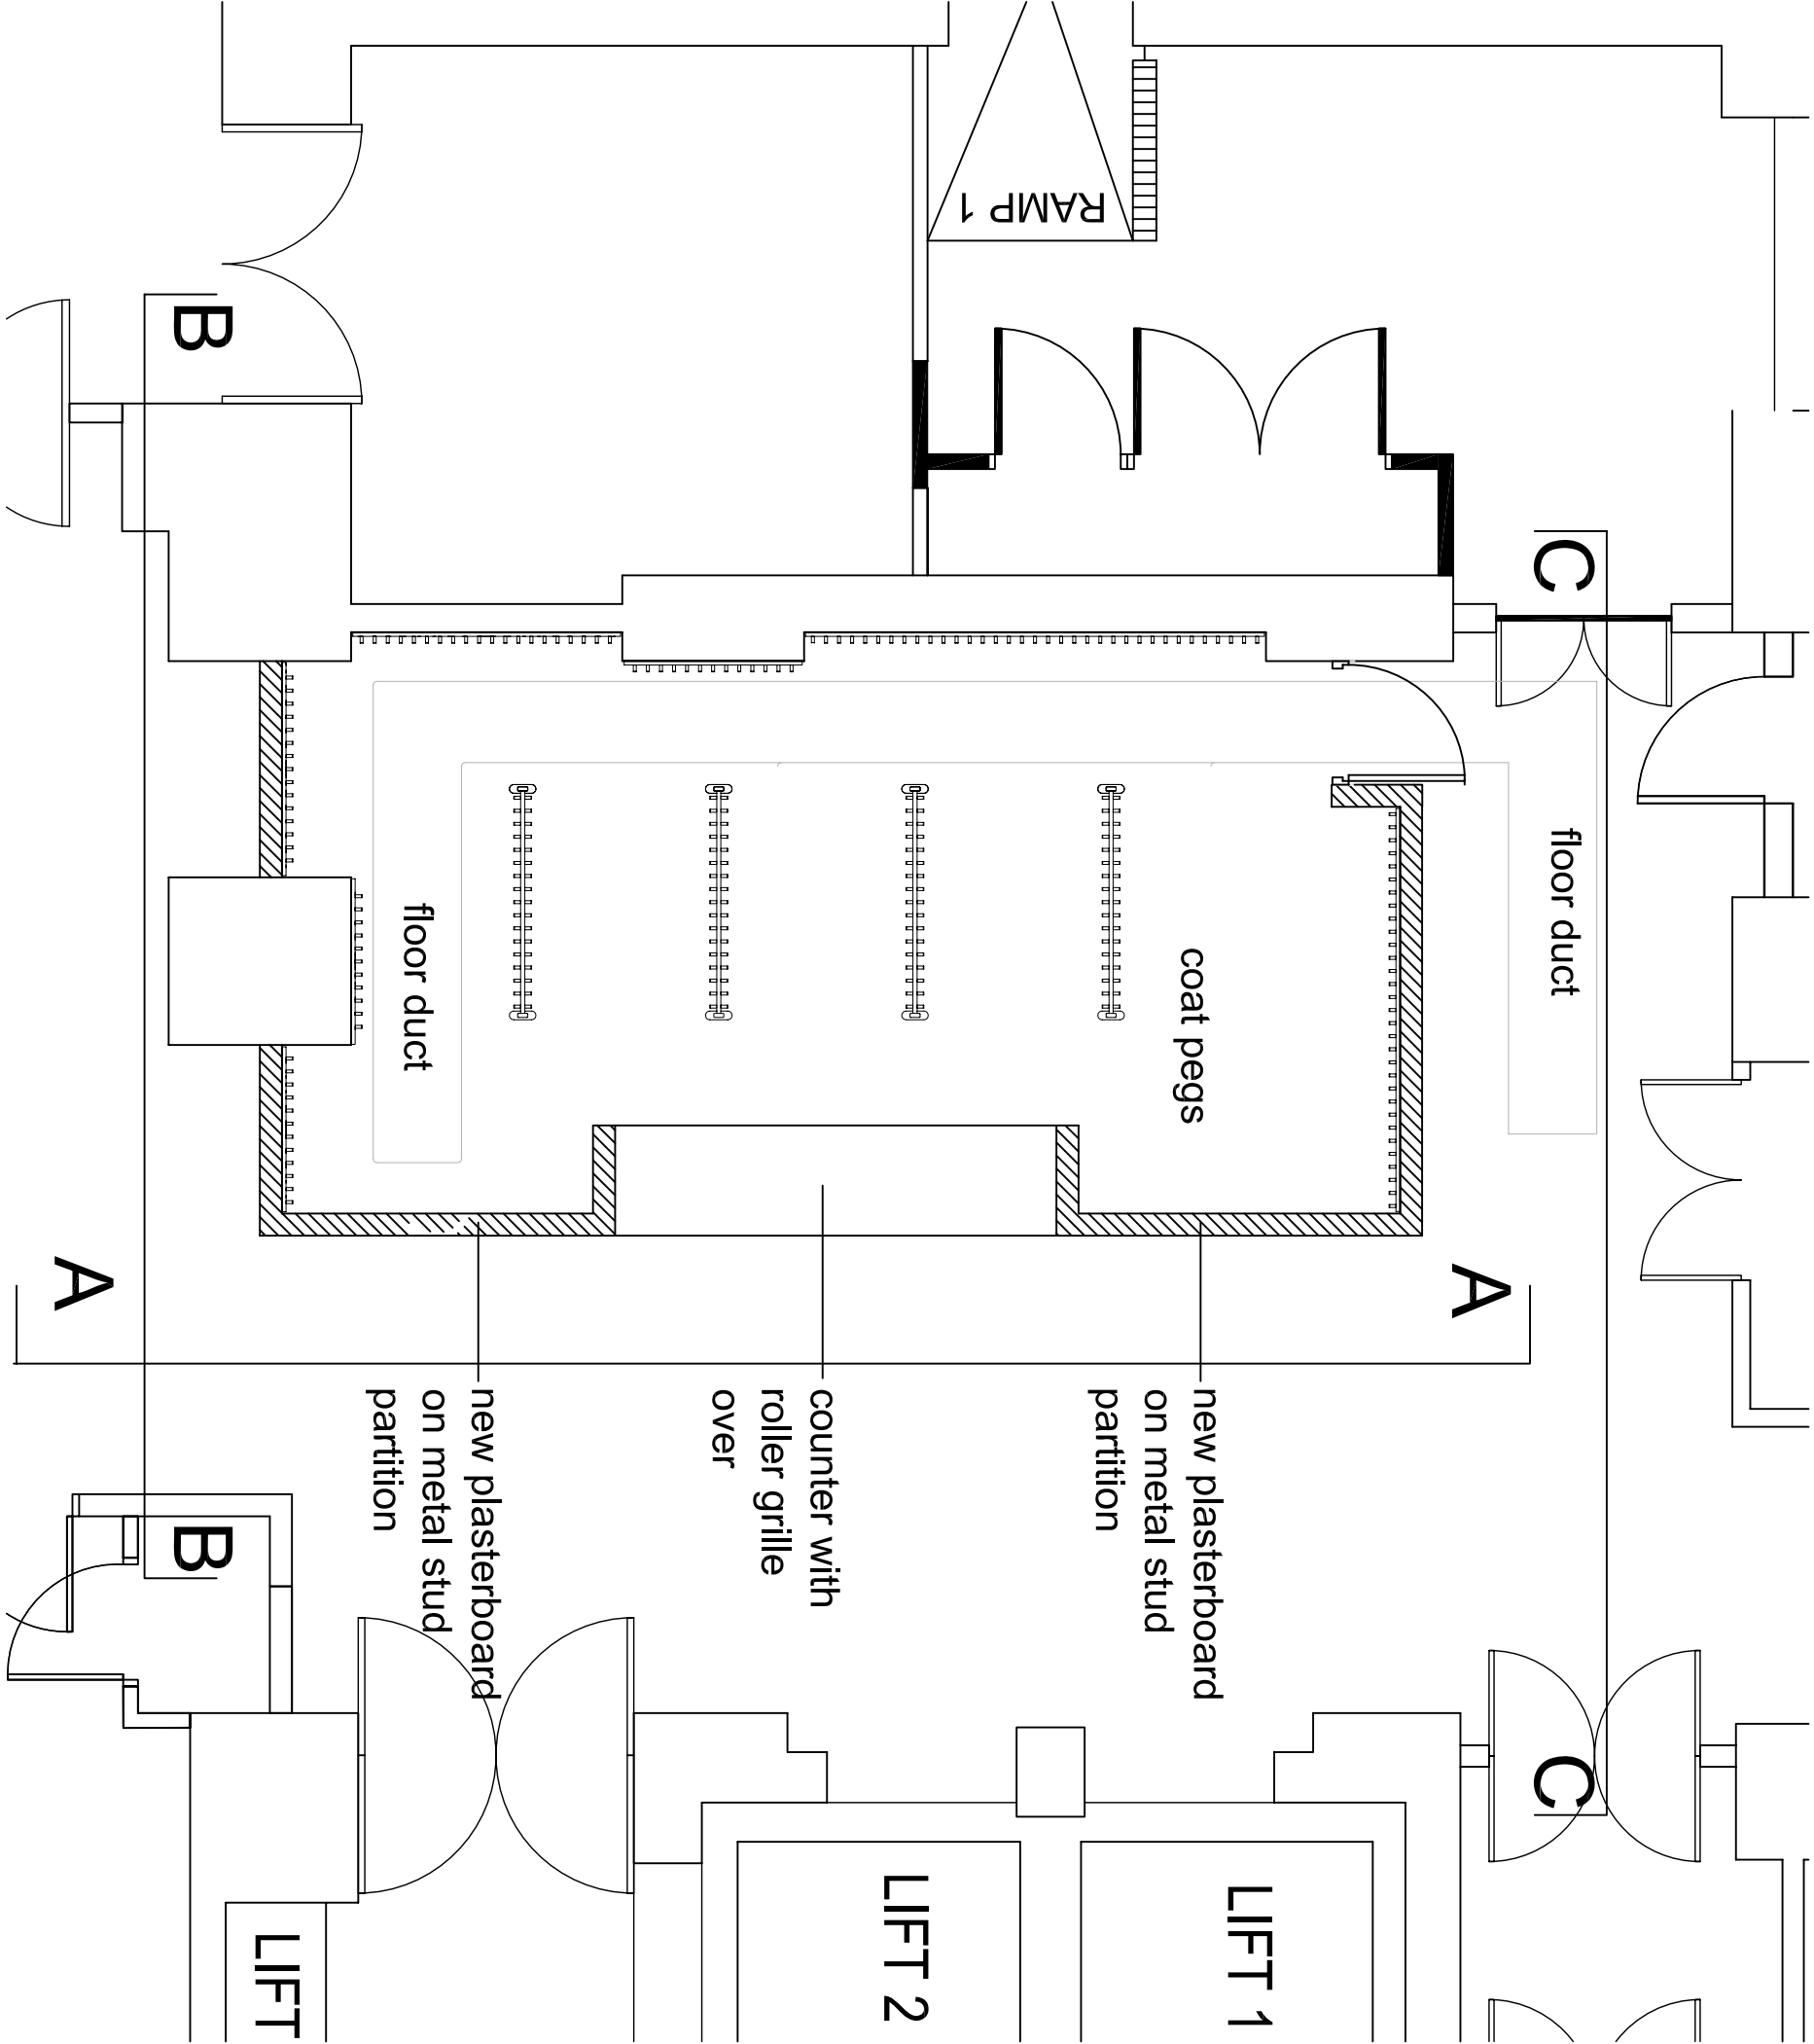 RAMP 1
B
C
floor duct
floor duct
coat pegs
A
A
new plasterboard
on metal stud
partition
counter with
roller grille
over
new plasterboard
on metal stud
partition
B
C
LIFT 1
LIFT 2
LIFT